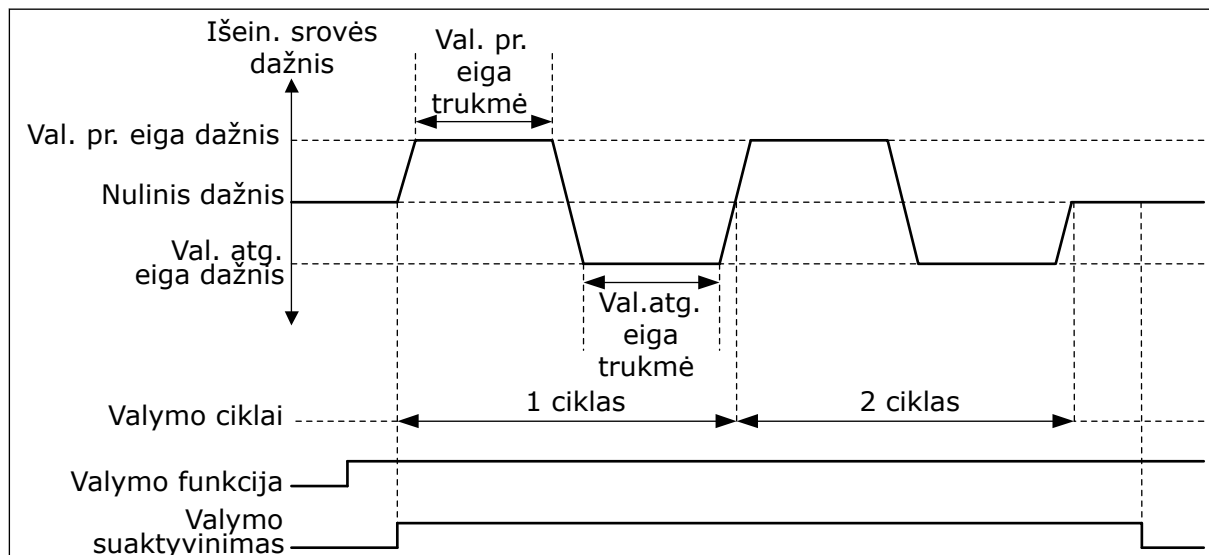 Išein. srovės
dažnis
Val. pr.
eiga
trukmė
Val. pr. eiga dažnis
Nulinis dažnis
Val. atg.
eiga dažnis
Val.atg.
eiga
trukmė
Valymo ciklai
1 ciklas
2 ciklas
Valymo funkcija
Valymo
suaktyvinimas